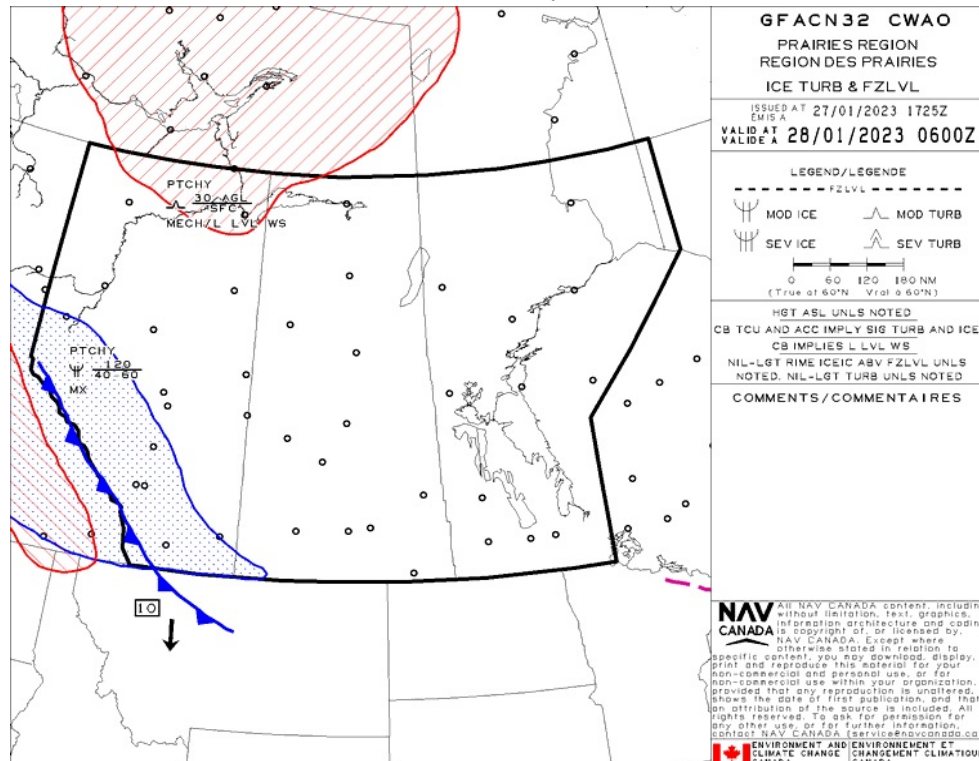 GFACN32 CWAO
PRAIRIES REGION
REGION DES PRAIRIES
ICE TURB & FZLVL
ISSUED AT
EMIS A
27/01/2023 1725Z
VALID AT
VALIDE A
28/01/2023 0600Z
LEGEND/LEGENDE
FZLVL
MOD ICE
MOD TURB
SEV ICE
SEV TURB
0 60 120 180 NM
(True at 60°N Vrai à 60°N)
HGT ASL UNLS NOTED
CB TCU AND ACC IMPLY SIG TURB AND ICE
CB IMPLIES L LVL WS
NIL-LGT RIME ICEIC ABV FZLVL UNLS
NOTED. NIL-LGT TURB UNLS NOTED
COMMENTS/COMMENTAIRES
PTCHY
30 AGL
SFC
MECH/L LVL WS
PTCHY
120
40-60
MX
10
NAV
CANADA
All NAV CANADA content, includin
without limitation, text, graphics,
information architecture and codin
is copyright of, or licensed by,
NAV CANADA. Except where
otherwise stated in relation to
specific content, you may download, display,
print and reproduce this material for your
non-commercial and personal use, or for
non-commercial use within your organization,
provided that any reproduction is unaltered,
shows the date of first publication, and that
an attribution of the source is included. All
rights reserved. To ask for permission for
any other use, or for further information,
contact NAV CANADA (service@navcanada.ca
ENVIRONMENT AND
CLIMATE CHANGE
CANADA
ENVIRONNEMENT ET
CHANGEMENT CLIMATIQUE
CANADA